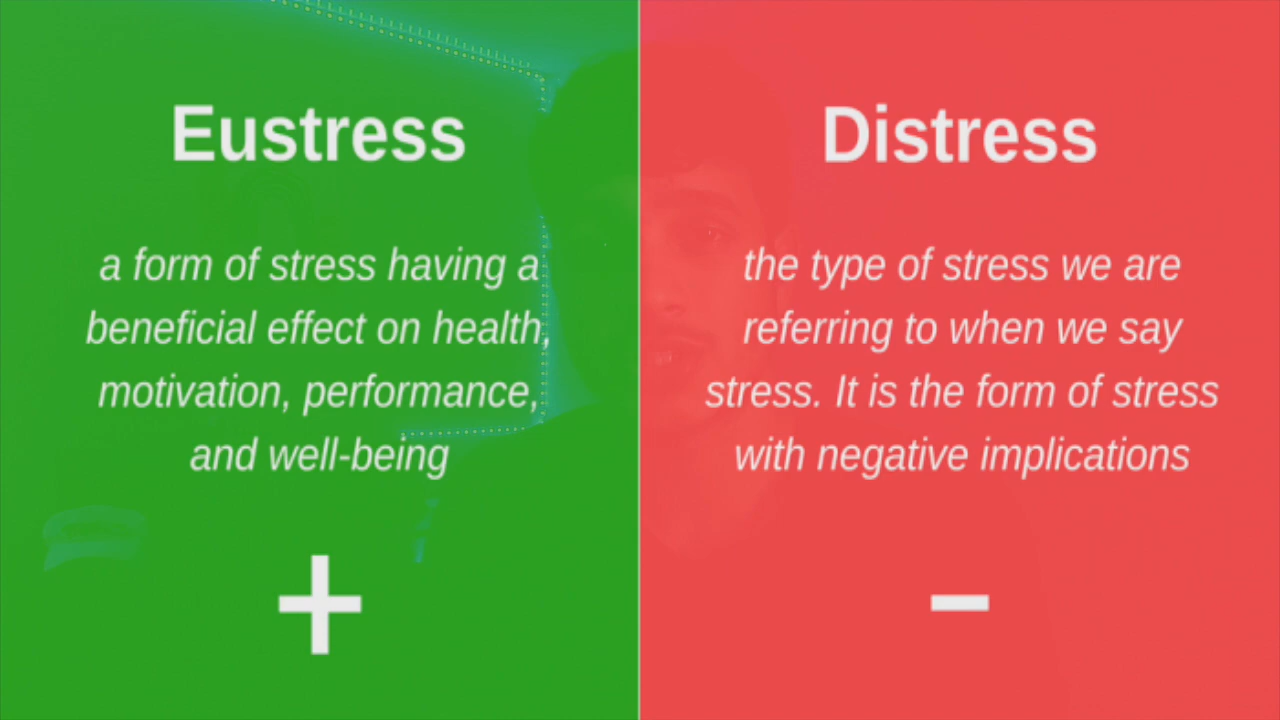 Eustress
a form of stress having a
beneficial effect on health,
motivation, performance,
and well-being
+
Distress
the type of stress we are
referring to when we say
stress. It is the form of stress
with negative implications
-